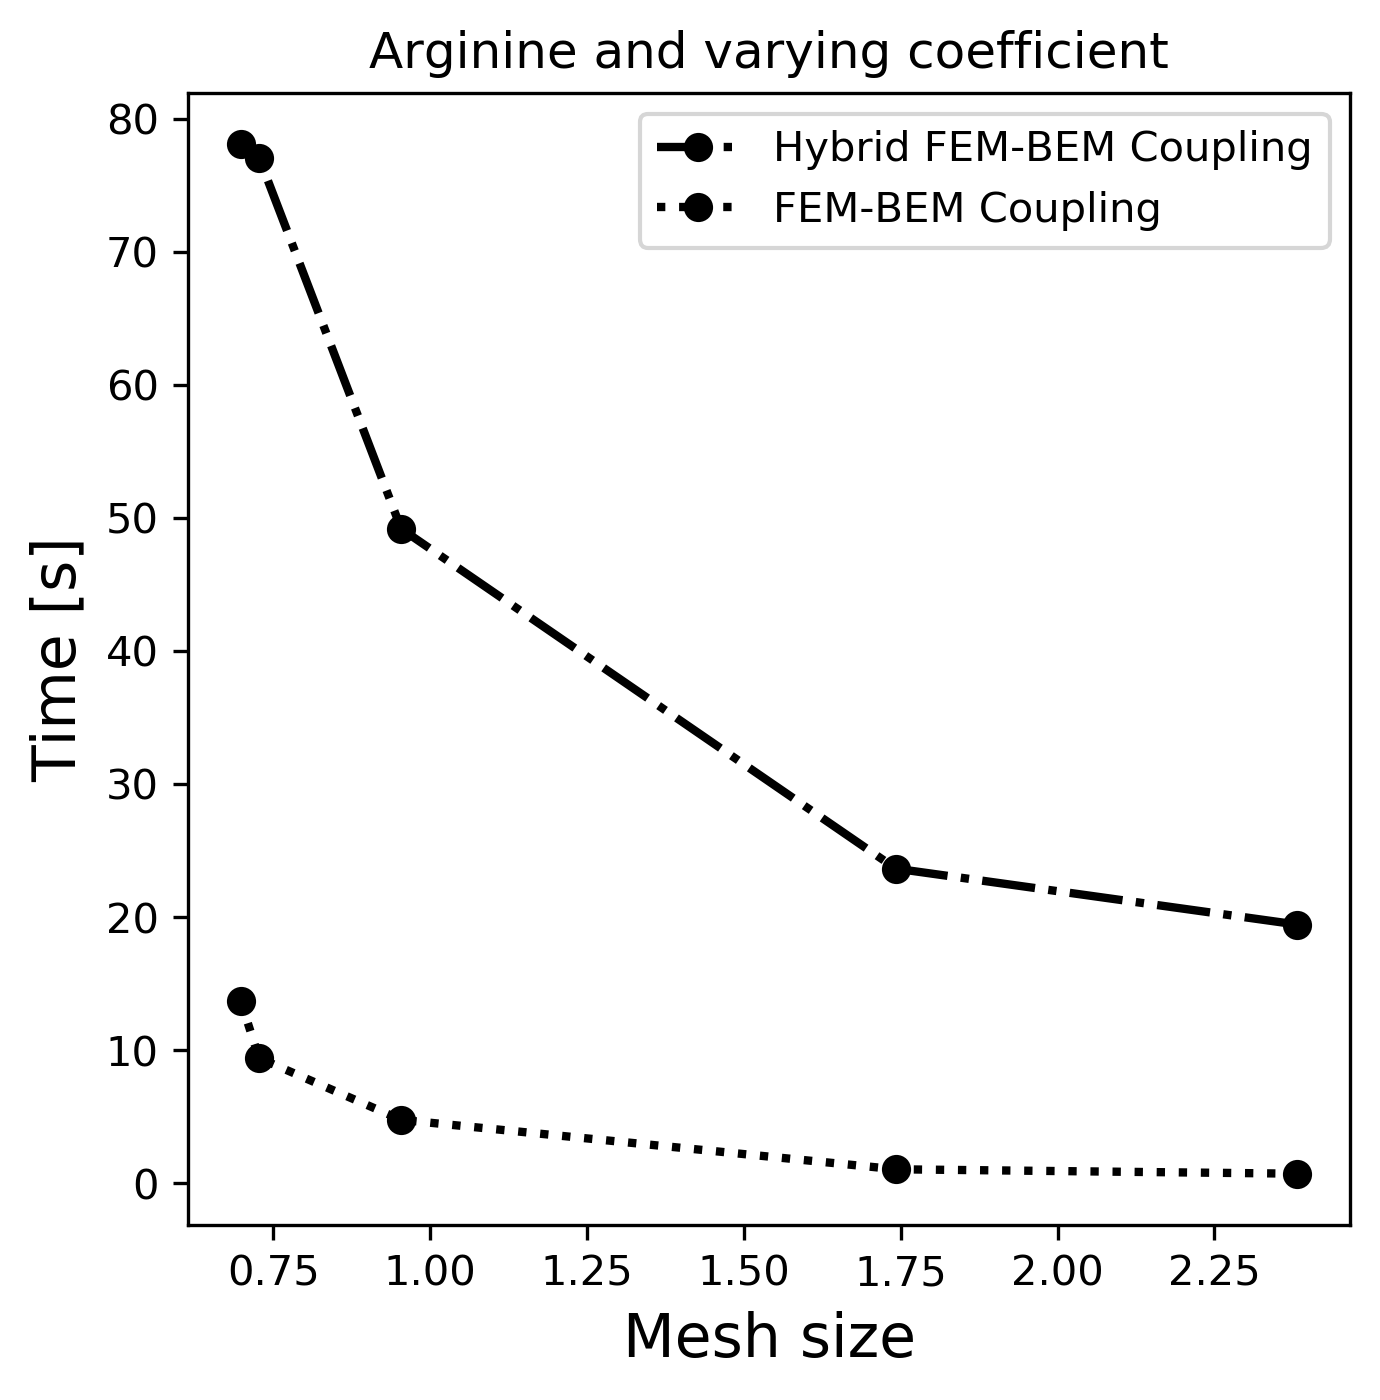 Arginine and varying coefficient
Hybrid FEM-BEM Coupling
FEM-BEM Coupling
Time [s]
80
70
60
50
40
30
20
10
0
0.75 1.00 1.25 1.50 1.75 2.00 2.25
Mesh size